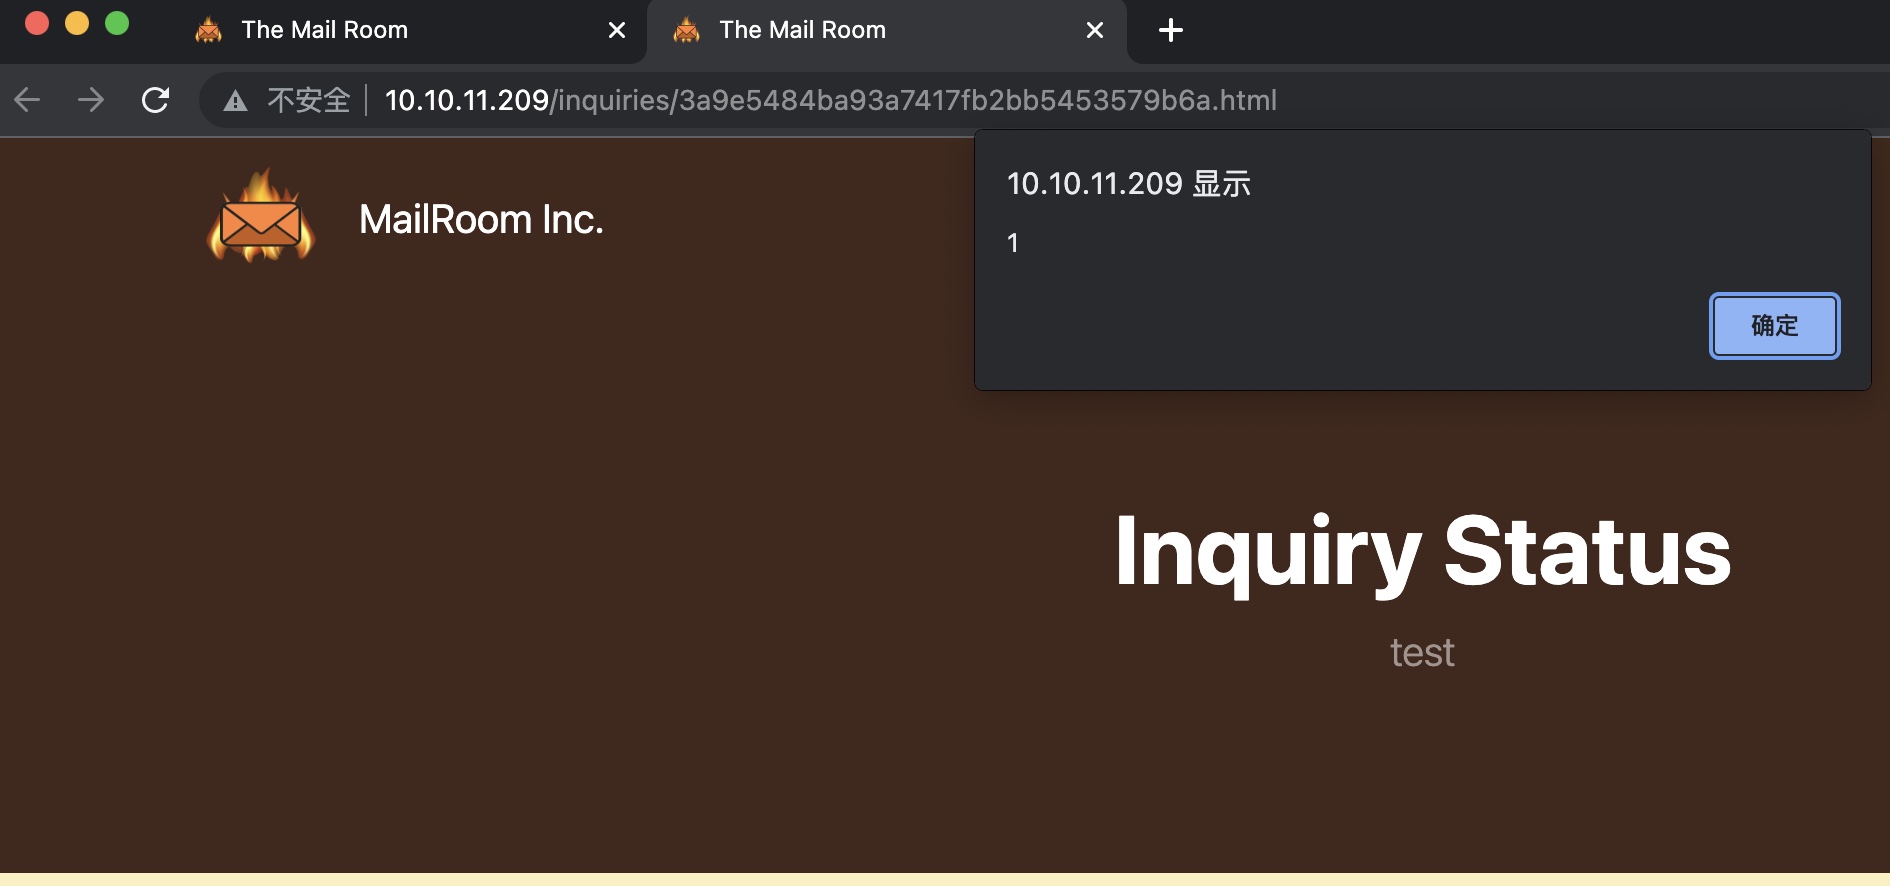 The Mail Room
The Mail Room
不安全 10.10.11.209/inquiries/3a9e5484ba93a7417fb2bb5453579b6a.html
10.10.11.209 显示
1
确定
MailRoom Inc.
Inquiry Status
test